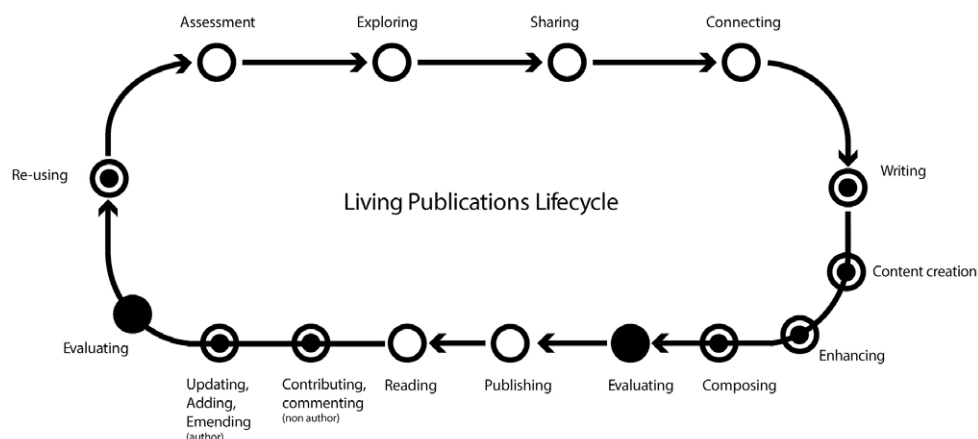 Assessment
Exploring
Sharing
Connecting
Re-using
Writing
Living Publications Lifecycle
Content creation
Evaluating
Enhancing
Updating,
Adding,
Emending
(author)
Contributing,
commenting
(non author)
Reading
Publishing
Evaluating
Composing